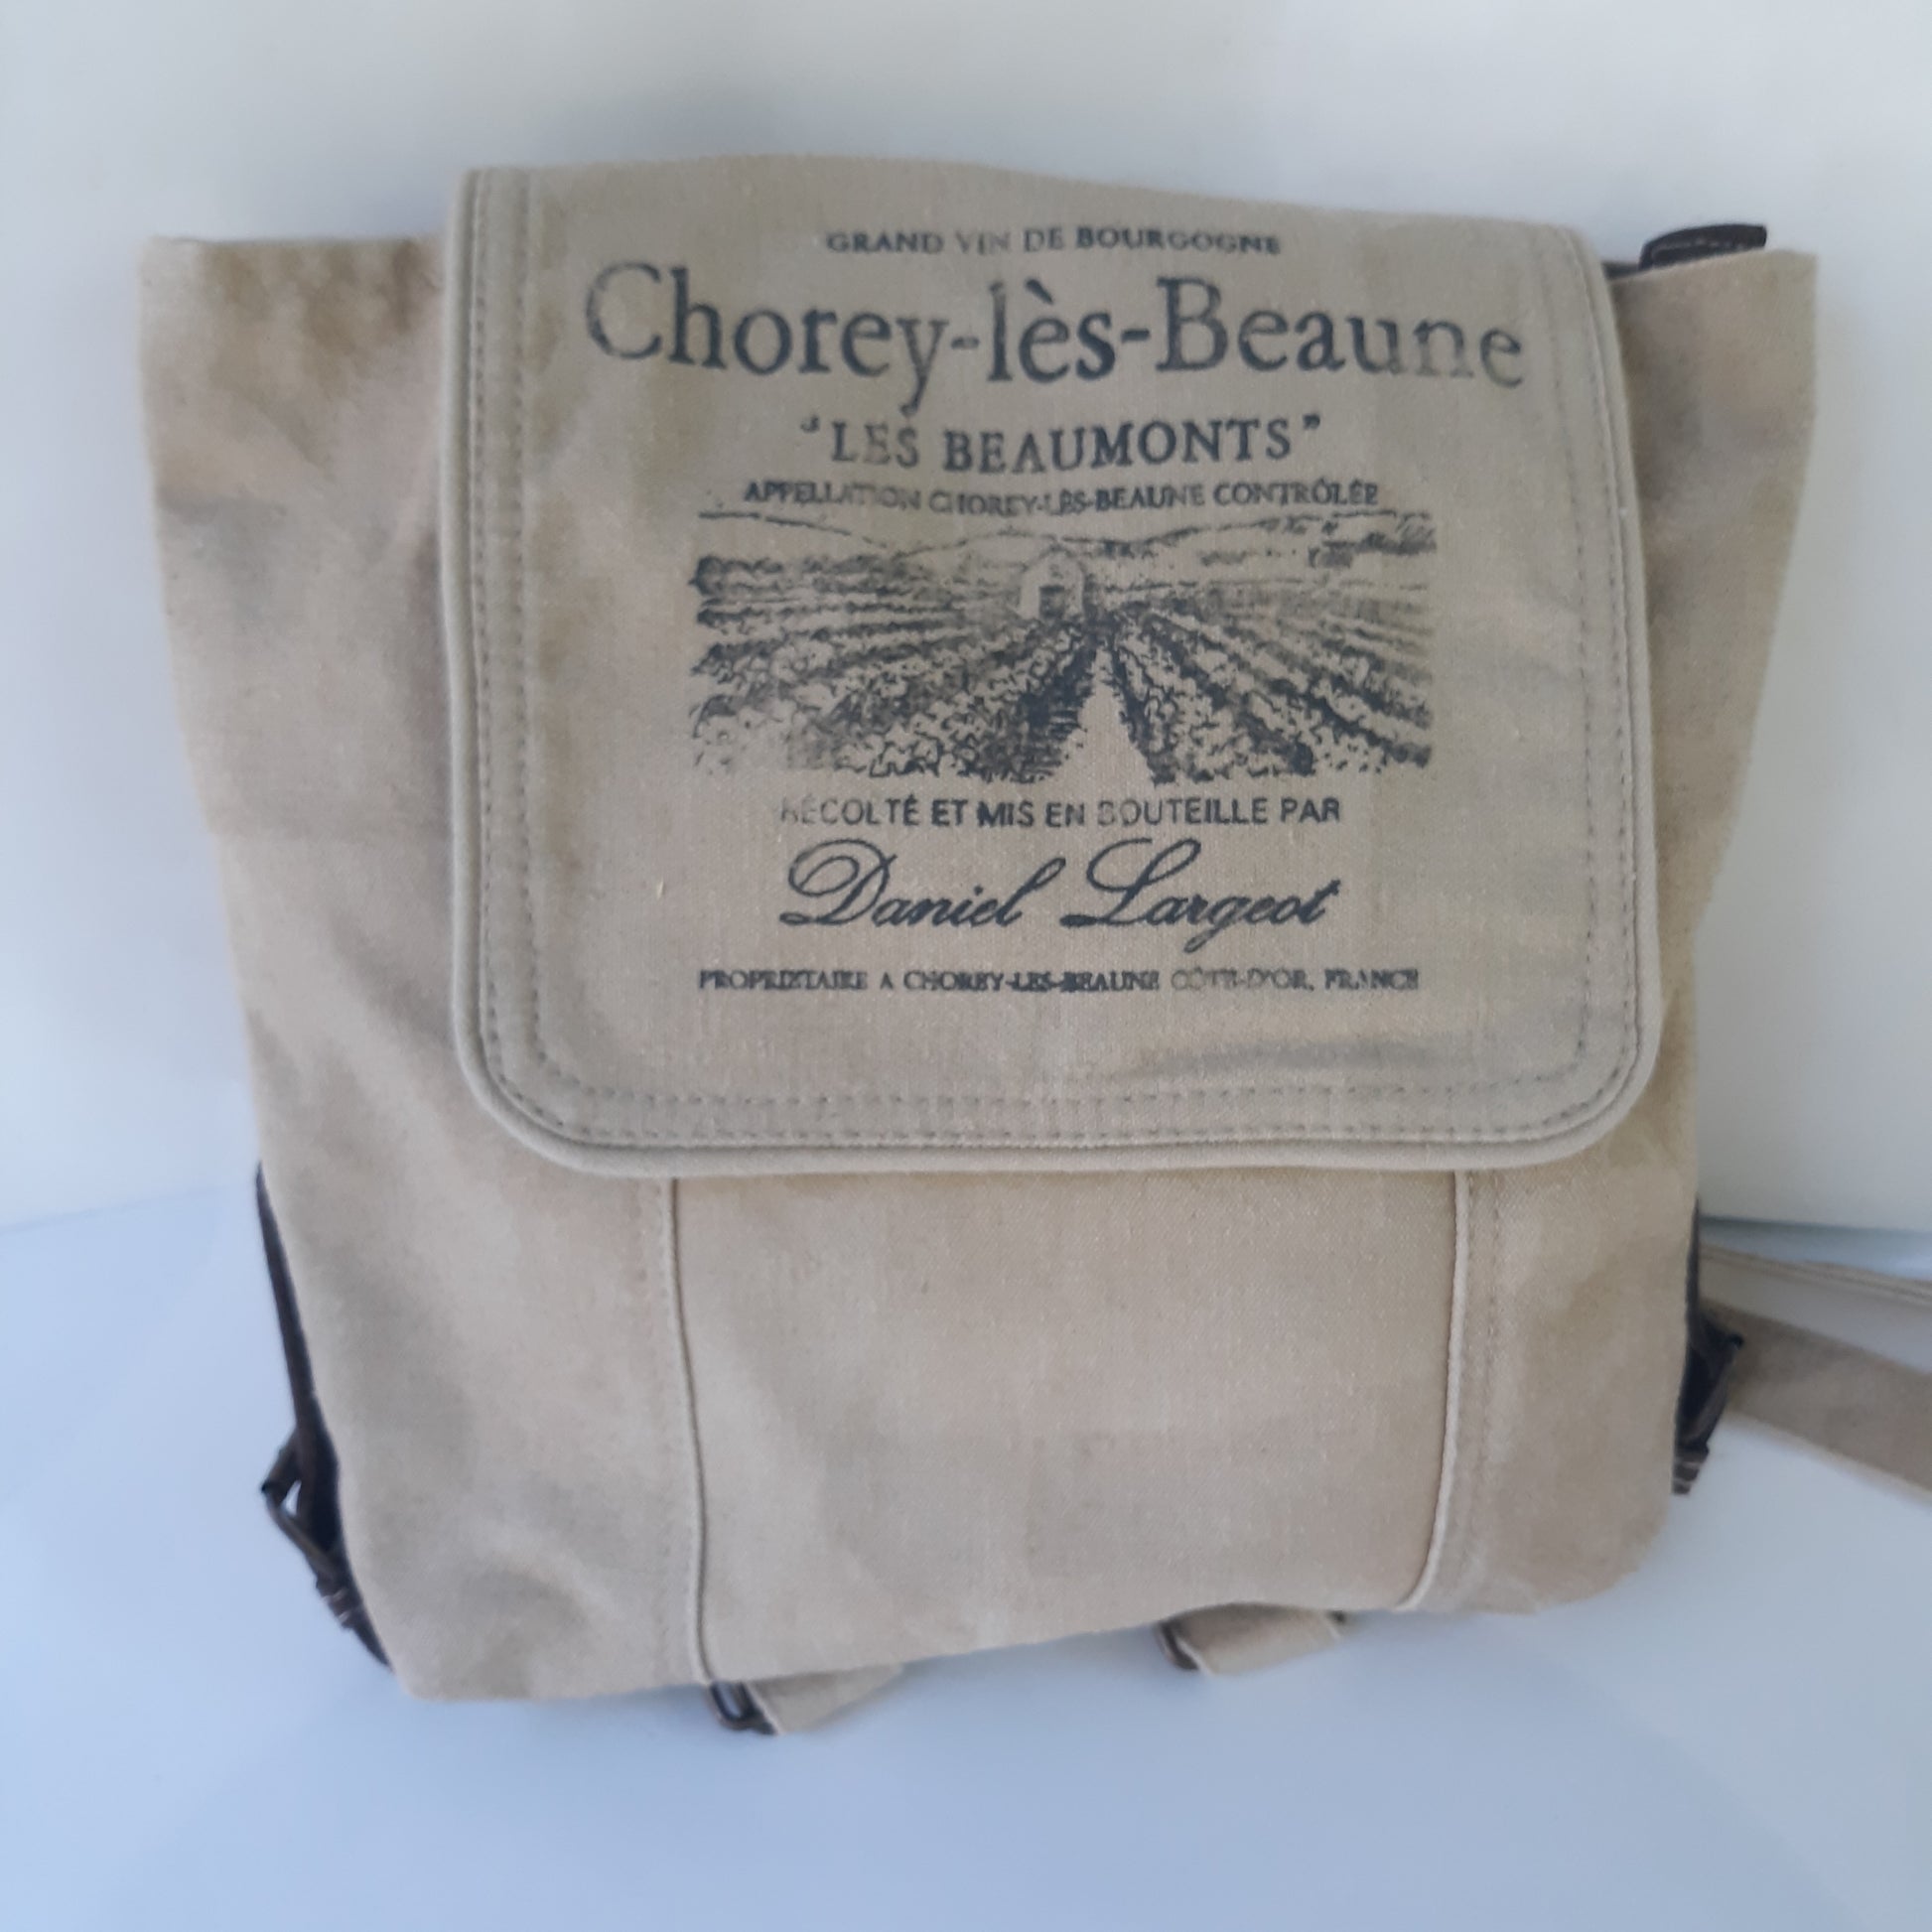 GRAND VIN DE BOURGOGNE
Chorey-lès-Beaune
"LES BEAUMONTS"
APPELLATION CHOREY-LÈS-BEAUNE CONTRÔLÉE
RÉCOLTÉ ET MIS EN BOUTEILLE PAR
Daniel Largeot
PROPRIETAIRE A CHOREY-LES-BEAUNE CÔTE-D'OR, FRANCE